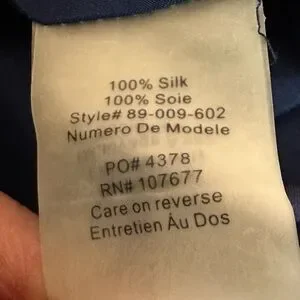 100% Silk
100% Soie
Style# 89-009-602
Numero De Modele
PO# 4378
RN# 107677
Care on reverse
Entretien Áu Dos